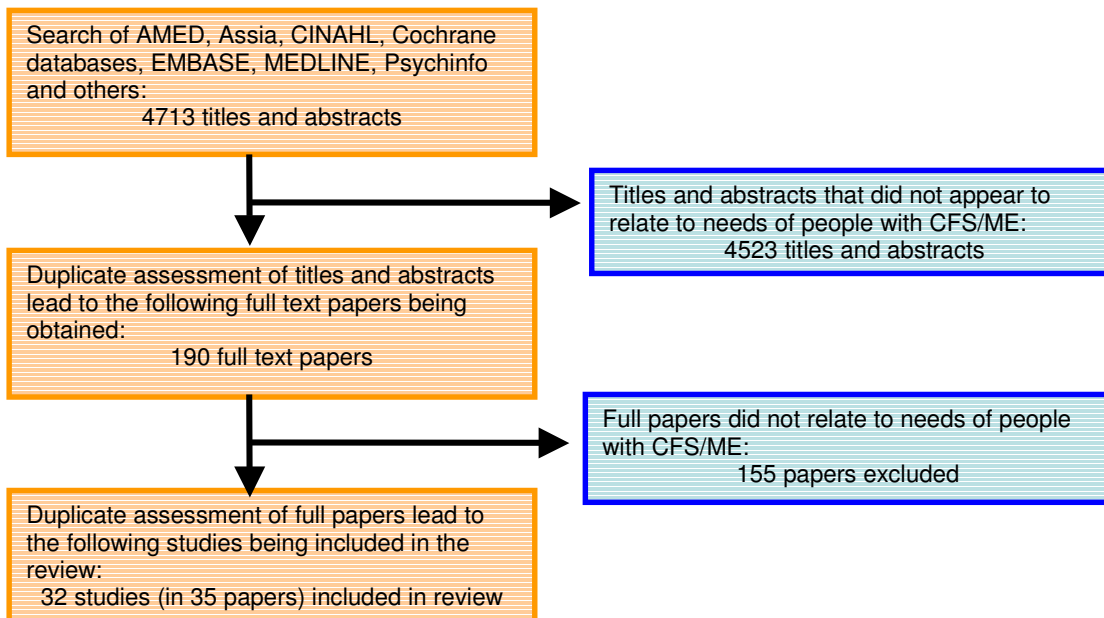 Search of AMED, Assia, CINAHL, Cochrane
databases, EMBASE, MEDLINE, Psychinfo
and others:
4713 titles and abstracts
Titles and abstracts that did not appear to
relate to needs of people with CFS/ME:
4523 titles and abstracts
Duplicate assessment of titles and abstracts
lead to the following full text papers being
obtained:
190 full text papers
Full papers did not relate to needs of people
with CFS/ME:
155 papers excluded
Duplicate assessment of full papers lead to
the following studies being included in the
review:
32 studies (in 35 papers) included in review